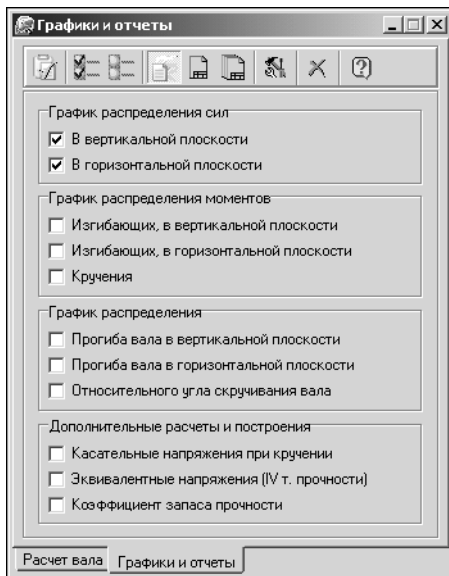 Графики и отчеты
График распределения сил
В вертикальной плоскости
В горизонтальной плоскости
График распределения моментов
Изгибающих, в вертикальной плоскости
Изгибающих, в горизонтальной плоскости
Кручения
График распределения
Прогиба вала в вертикальной плоскости
Прогиба вала в горизонтальной плоскости
Относительного угла скручивания вала
Дополнительные расчеты и построения
Касательные напряжения при кручении
Эквивалентные напряжения (IV т. прочности)
Коэффициент запаса прочности
Расчет вала Графики и отчеты